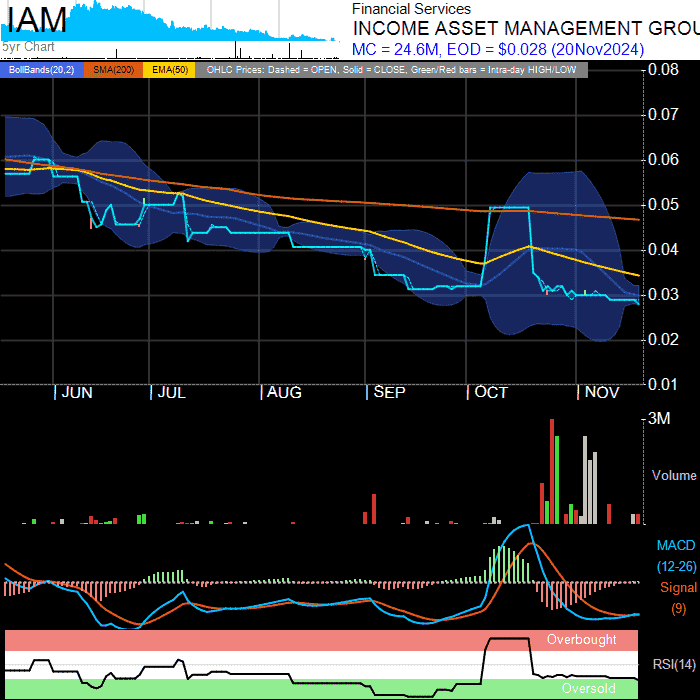 IAM
5yr Chart
Financial Services
INCOME ASSET MANAGEMENT GROU
MC = 24.6M, EOD = $0.028 (20Nov2024)
BollBands(20,2) SMA(200) EMA(50) OHLC Prices: Dashed = OPEN, Solid = CLOSE, Green/Red bars = Intra-day HIGH/LOW
0.08
0.07
0.06
0.05
0.04
0.03
0.02
0.01
JUN JUL AUG SEP OCT NOV
3M
Volume
MACD
(12-26)
Signal
(9)
Overbought
RSI(14)
Oversold